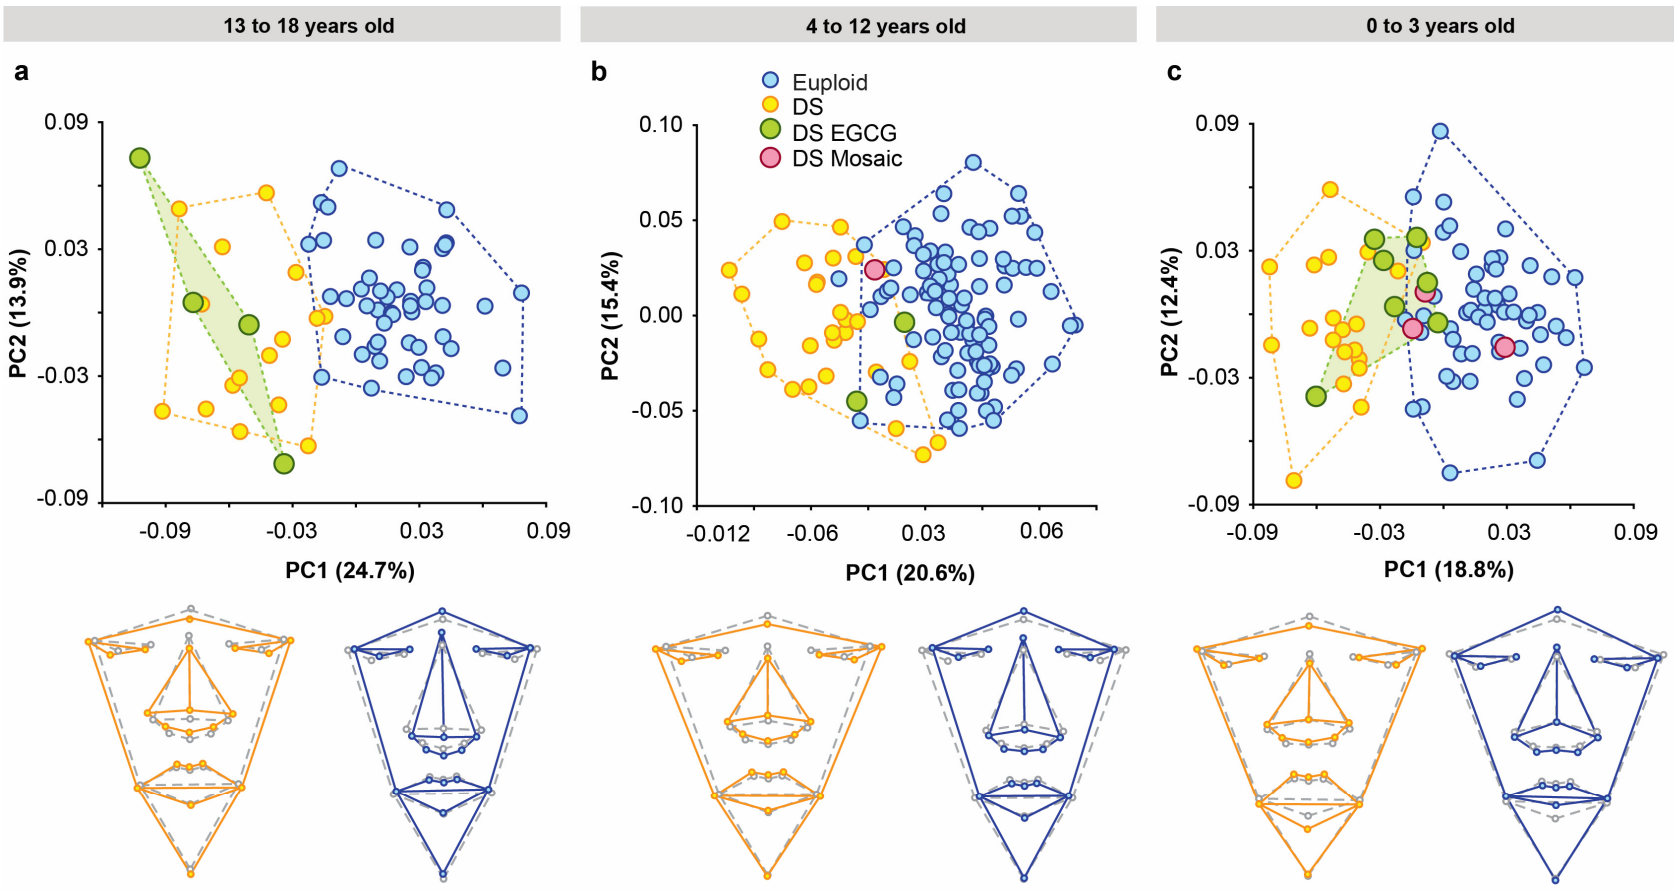 13 to 18 years old
4 to 12 years old
0 to 3 years old
a
b
c
Euploid
DS
DS EGCG
DS Mosaic
0.09
0.03
-0.03
-0.09
PC2 (13.9%)
-0.09
-0.03
0.03
0.09
PC1 (24.7%)
0.10
0.05
0.00
-0.05
-0.10
PC2 (15.4%)
-0.012
-0.06
0.03
0.06
PC1 (20.6%)
0.09
0.03
-0.03
-0.09
PC2 (12.4%)
-0.09
-0.03
0.03
0.09
PC1 (18.8%)